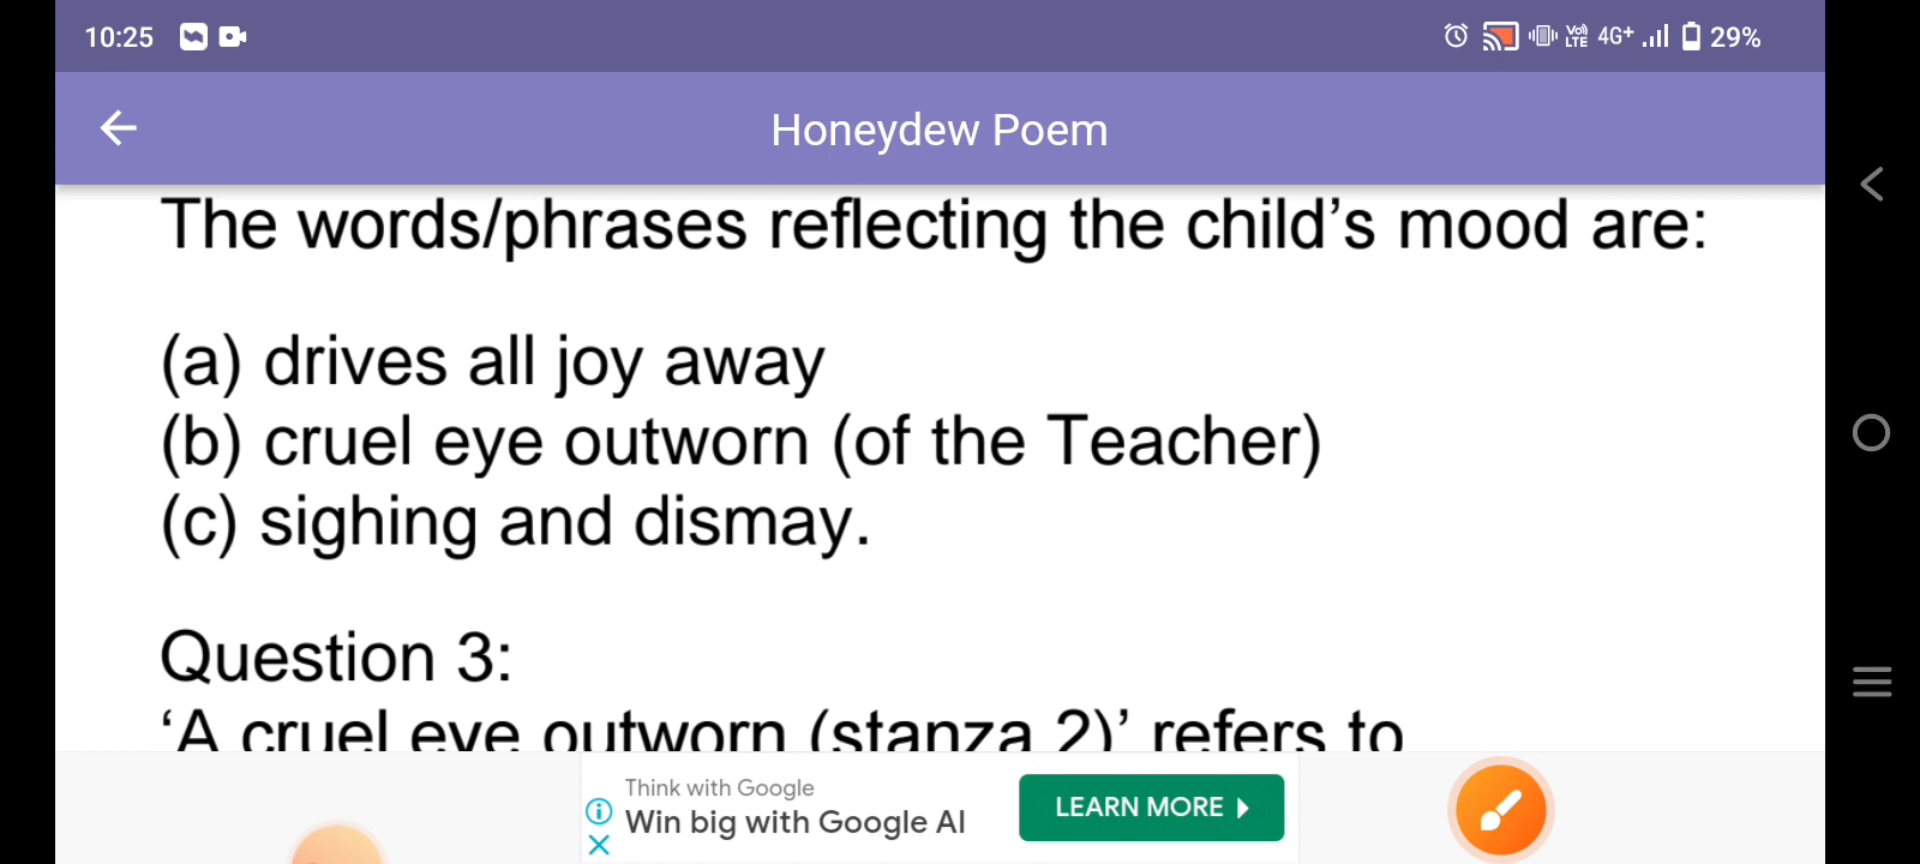 10:25
VoLTE 4G+ 29%
Honeydew Poem
The words/phrases reflecting the child’s mood are:
(a) drives all joy away
(b) cruel eye outworn (of the Teacher)
(c) sighing and dismay.
Question 3:
‘A cruel eye outworn (stanza 2)’ refers to
Think with Google
Win big with Google AI
LEARN MORE